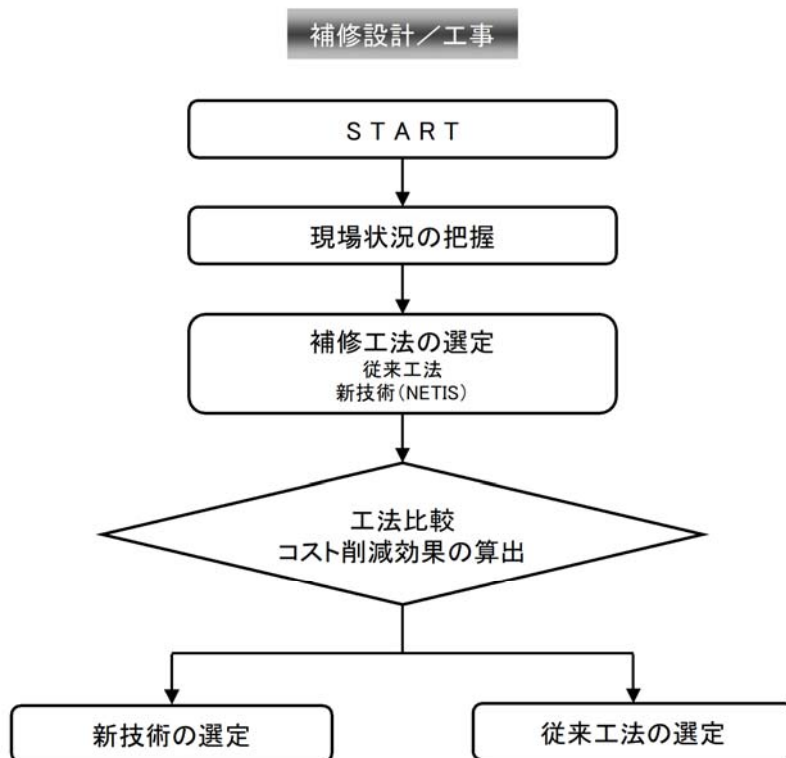 補修設計／工事
ＳＴＡＲＴ
現場状況の把握
補修工法の選定
従来工法
新技術(NETIS)
工法比較
コスト削減効果の算出
新技術の選定
従来工法の選定